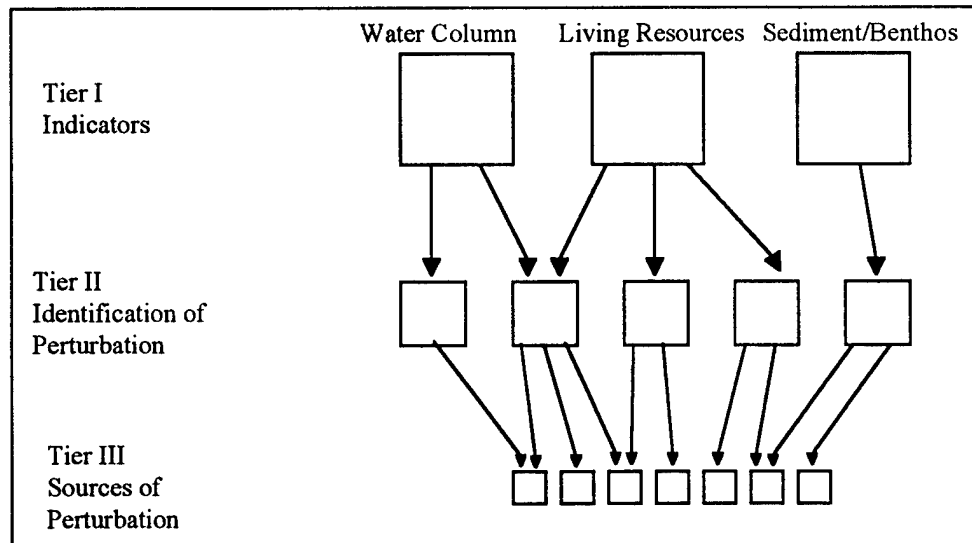 Water Column Living Resources Sediment/Benthos
Tier I
Indicators
Tier II
Identification of
Perturbation
Tier III
Sources of
Perturbation